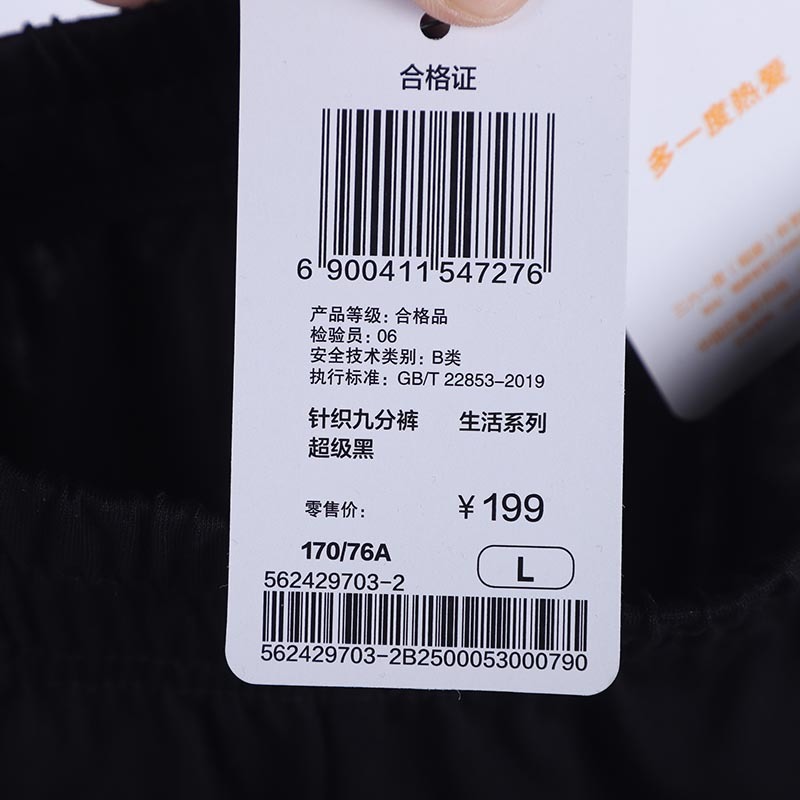 合格证
6 900411 547276
产品等级: 合格品
检验员: 06
安全技术类别: B类
执行标准: GB/T 22853-2019
针织九分裤 生活系列
超级黑
零售价: ¥199
170/76A L
562429703-2
562429703-2B2500053000790
多一度热爱